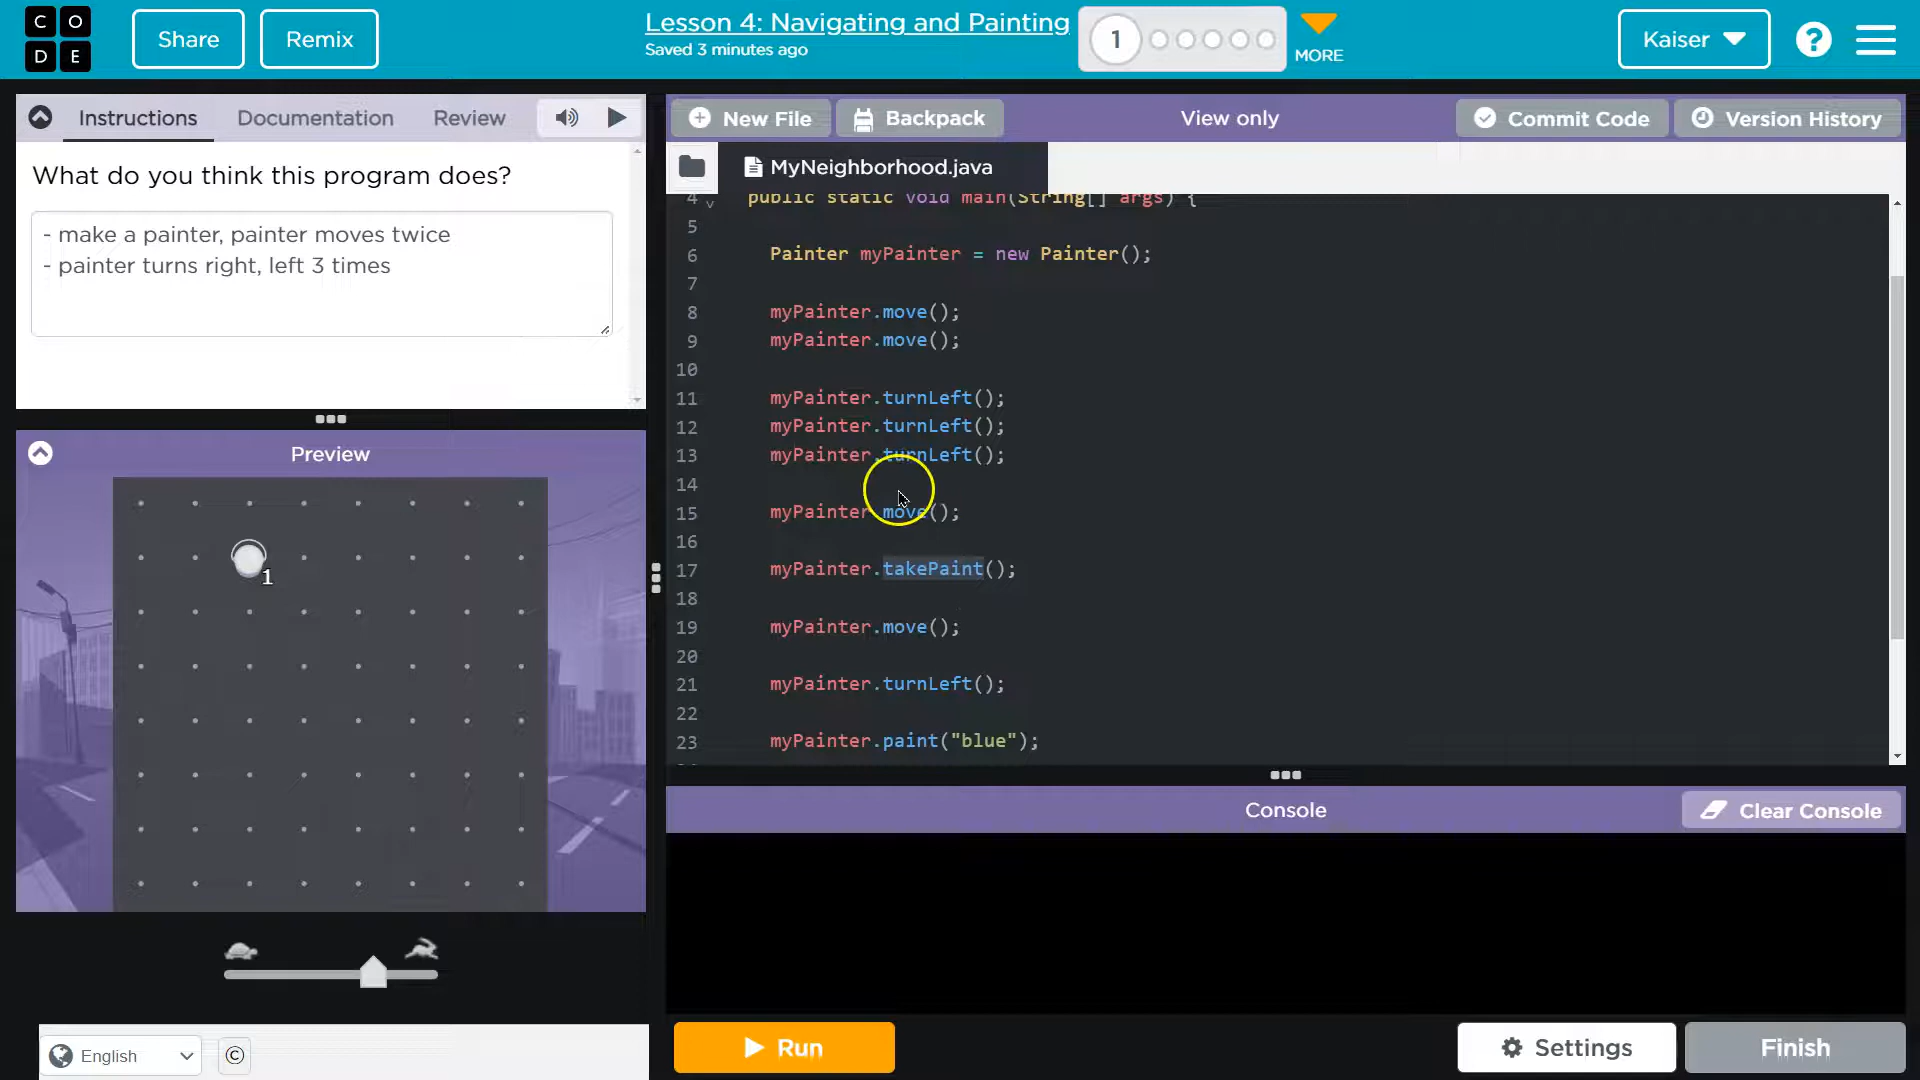 C O
D E
Share
Remix
Lesson 4: Navigating and Painting
Saved 3 minutes ago
1
MORE
Kaiser
?
Instructions
Documentation
Review
What do you think this program does?
- make a painter, painter moves twice
- painter turns right, left 3 times
Preview
1
English
©
New File
Backpack
View only
Commit Code
Version History
MyNeighborhood.java
4 public static void main(String[] args) {
5
6 Painter myPainter = new Painter();
7
8 myPainter.move();
9 myPainter.move();
10
11 myPainter.turnLeft();
12 myPainter.turnLeft();
13 myPainter.turnLeft();
14
15 myPainter.move();
16
17 myPainter.takePaint();
18
19 myPainter.move();
20
21 myPainter.turnLeft();
22
23 myPainter.paint("blue");
Console
Clear Console
Run
Settings
Finish